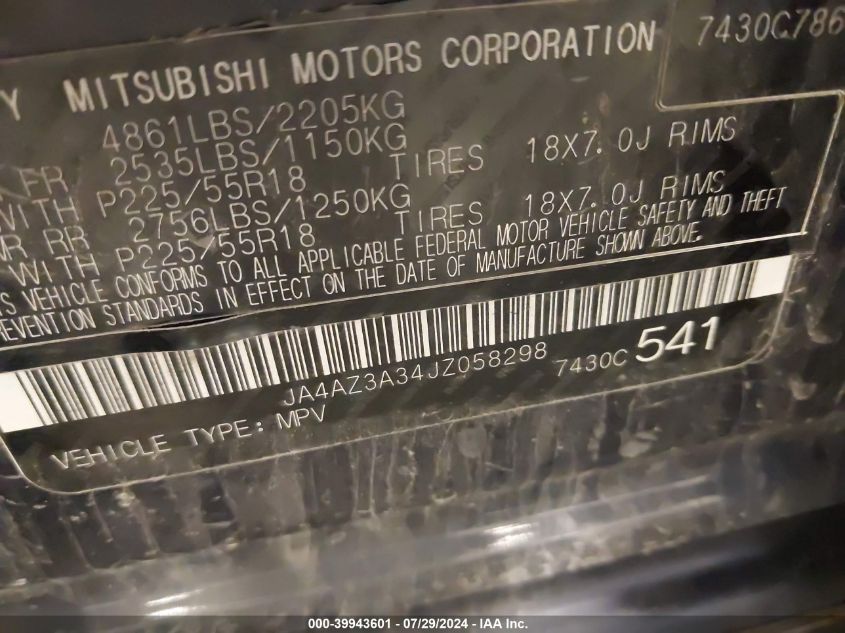 Y MITSUBISHI MOTORS CORPORATION 7430C786
4861LBS/2205KG
FR 2535LBS/1150KG
WITH P225/55R18 TIRES 18X7.0J RIMS
RR 2756LBS/1250KG
WITH P225/55R18 TIRES 18X7.0J RIMS
VEHICLE CONFORMS TO ALL APPLICABLE FEDERAL MOTOR VEHICLE SAFETY AND THEFT
STANDARDS IN EFFECT ON THE DATE OF MANUFACTURE SHOWN ABOVE.
JA4AZ3A34JZ058298 7430C 541
VEHICLE TYPE: MPV
000-39943601 / 07/29/2024 - IAA Inc.